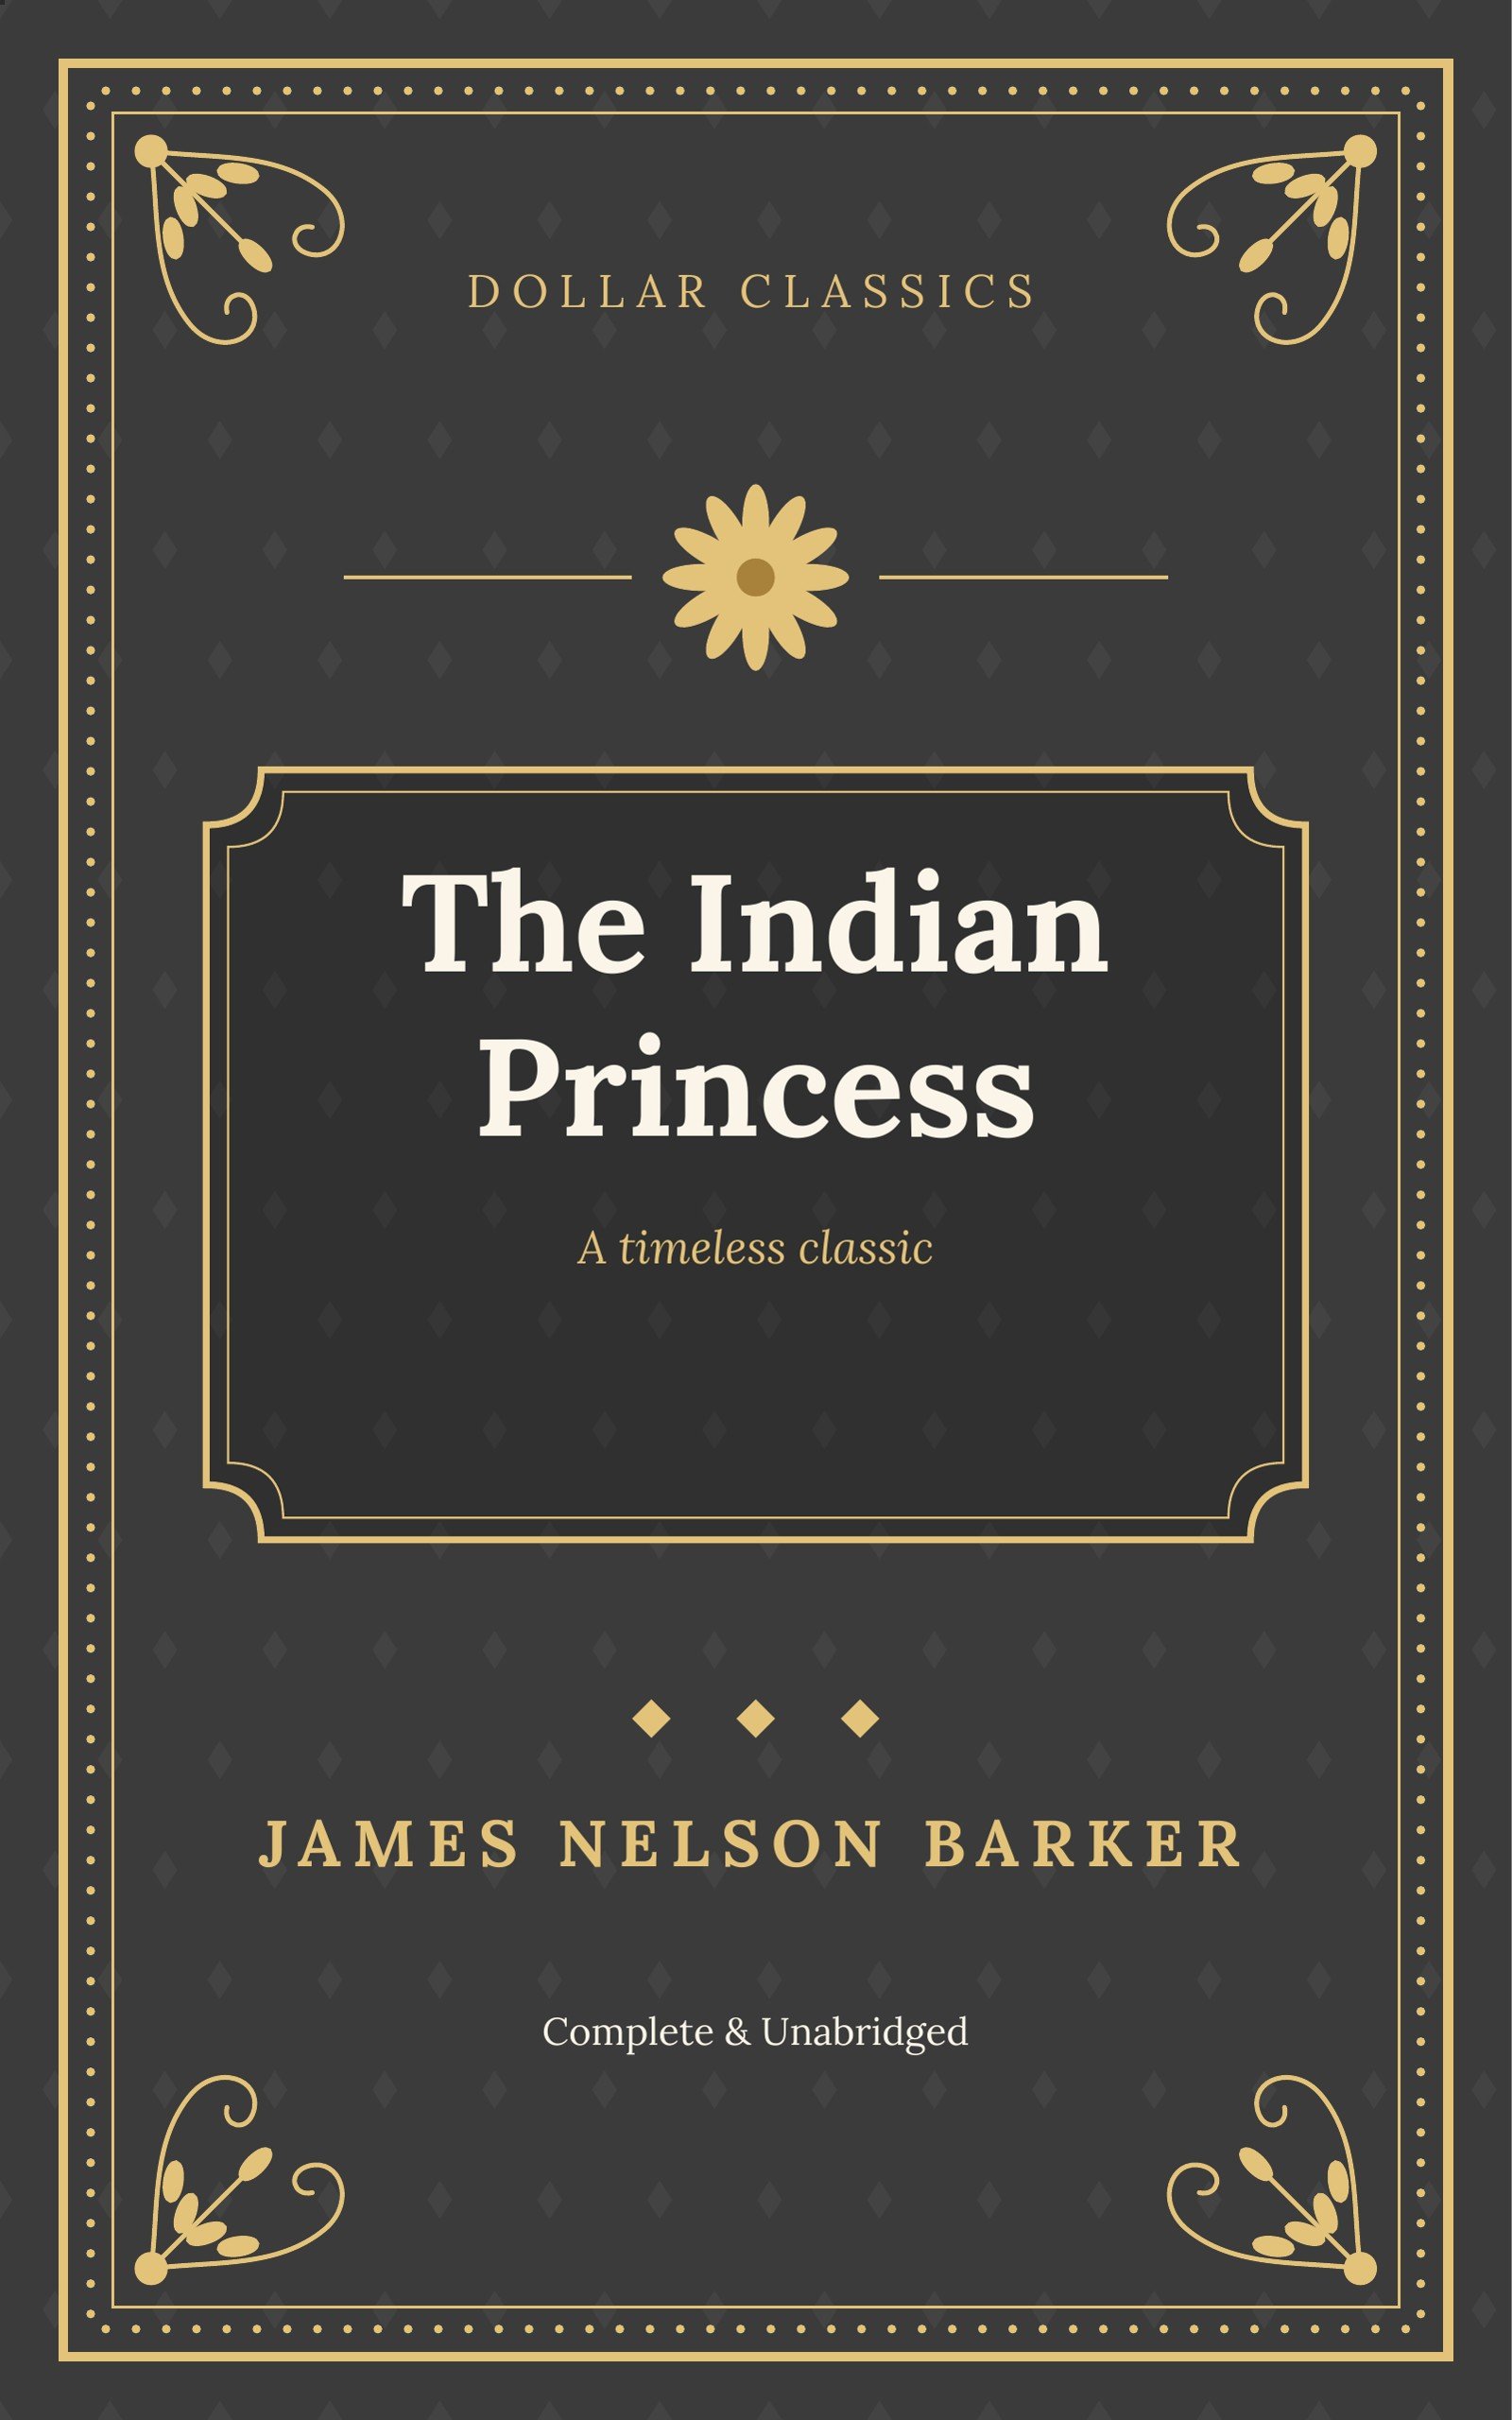 DOLLAR CLASSICS
The Indian
Princess
A timeless classic
JAMES NELSON BARKER
Complete & Unabridged